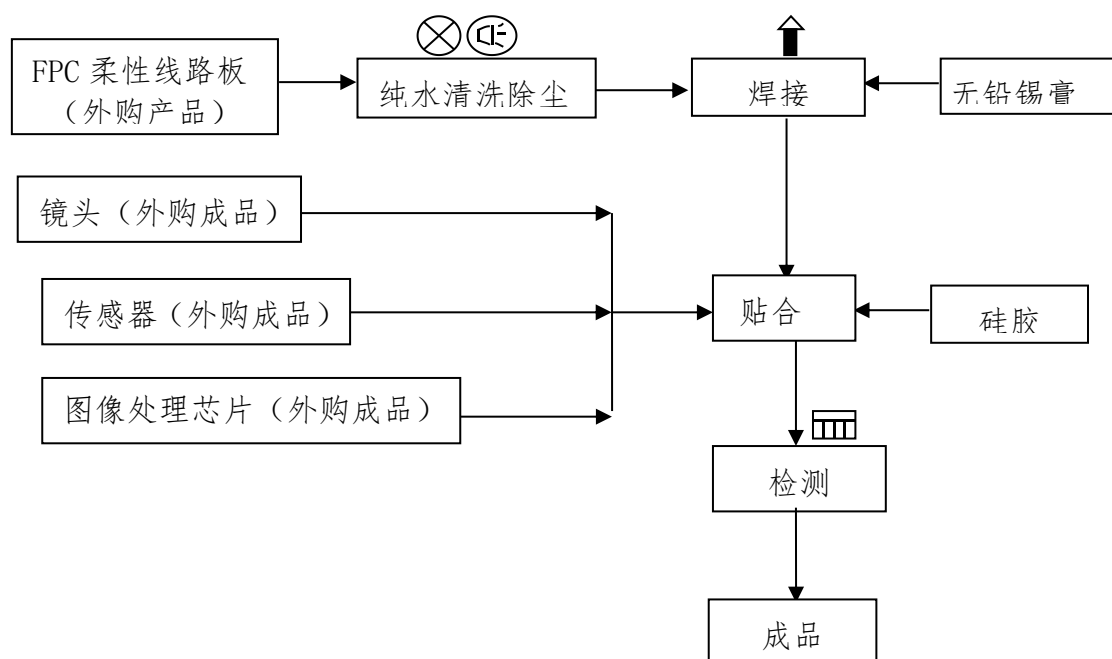 FPC 柔性线路板
（外购产品）
纯水清洗除尘
焊接
无铅锡膏
镜头（外购成品）
传感器（外购成品）
贴合
硅胶
图像处理芯片（外购成品）
检测
成品